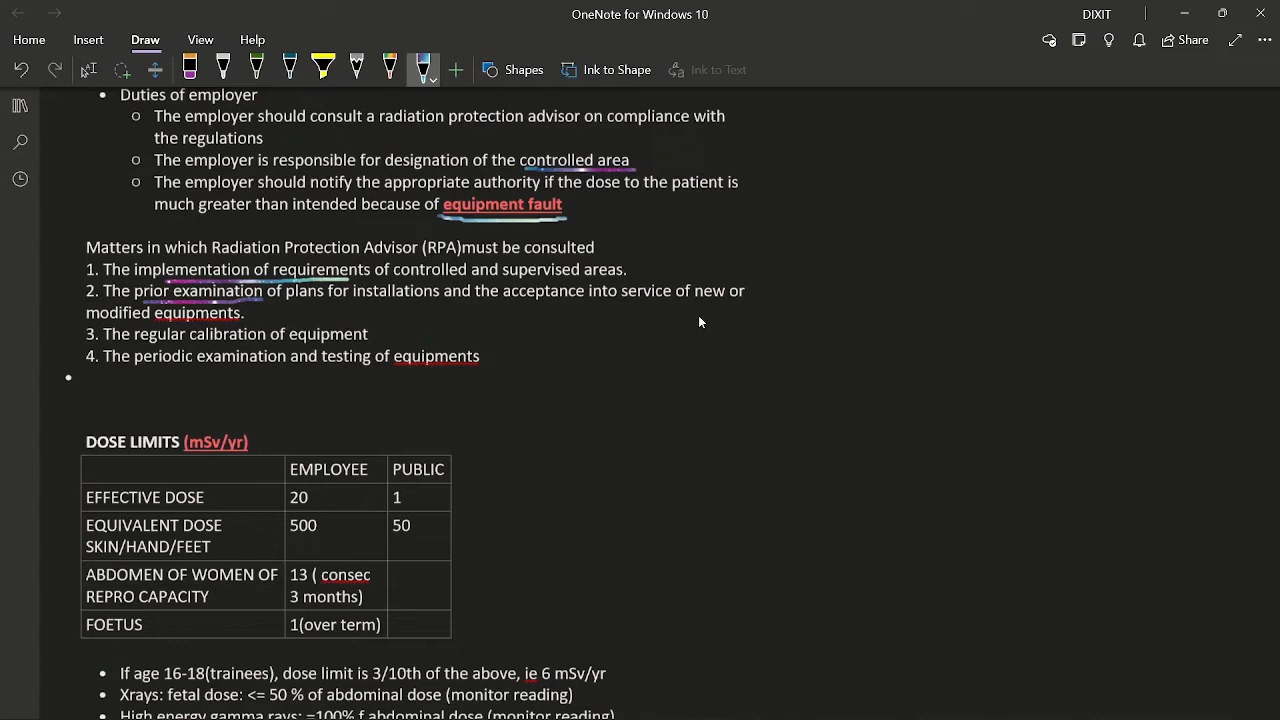 OneNote for Windows 10
DIXIT
Home Insert Draw View Help
Shapes Ink to Shape Ink to Text Share
• Duties of employer
o The employer should consult a radiation protection advisor on compliance with
the regulations
o The employer is responsible for designation of the controlled area
o The employer should notify the appropriate authority if the dose to the patient is
much greater than intended because of equipment fault
Matters in which Radiation Protection Advisor (RPA)must be consulted
1. The implementation of requirements of controlled and supervised areas.
2. The prior examination of plans for installations and the acceptance into service of new or
modified equipments.
3. The regular calibration of equipment
4. The periodic examination and testing of equipments
•
DOSE LIMITS (mSv/yr)
EMPLOYEE PUBLIC
EFFECTIVE DOSE 20 1
EQUIVALENT DOSE 500 50
SKIN/HAND/FEET
ABDOMEN OF WOMEN OF 13 ( consec
REPRO CAPACITY 3 months)
FOETUS 1(over term)
• If age 16-18(trainees), dose limit is 3/10th of the above, ie 6 mSv/yr
• Xrays: fetal dose: <= 50 % of abdominal dose (monitor reading)
• High energy gamma rays: =100% f abdominal dose (monitor reading)